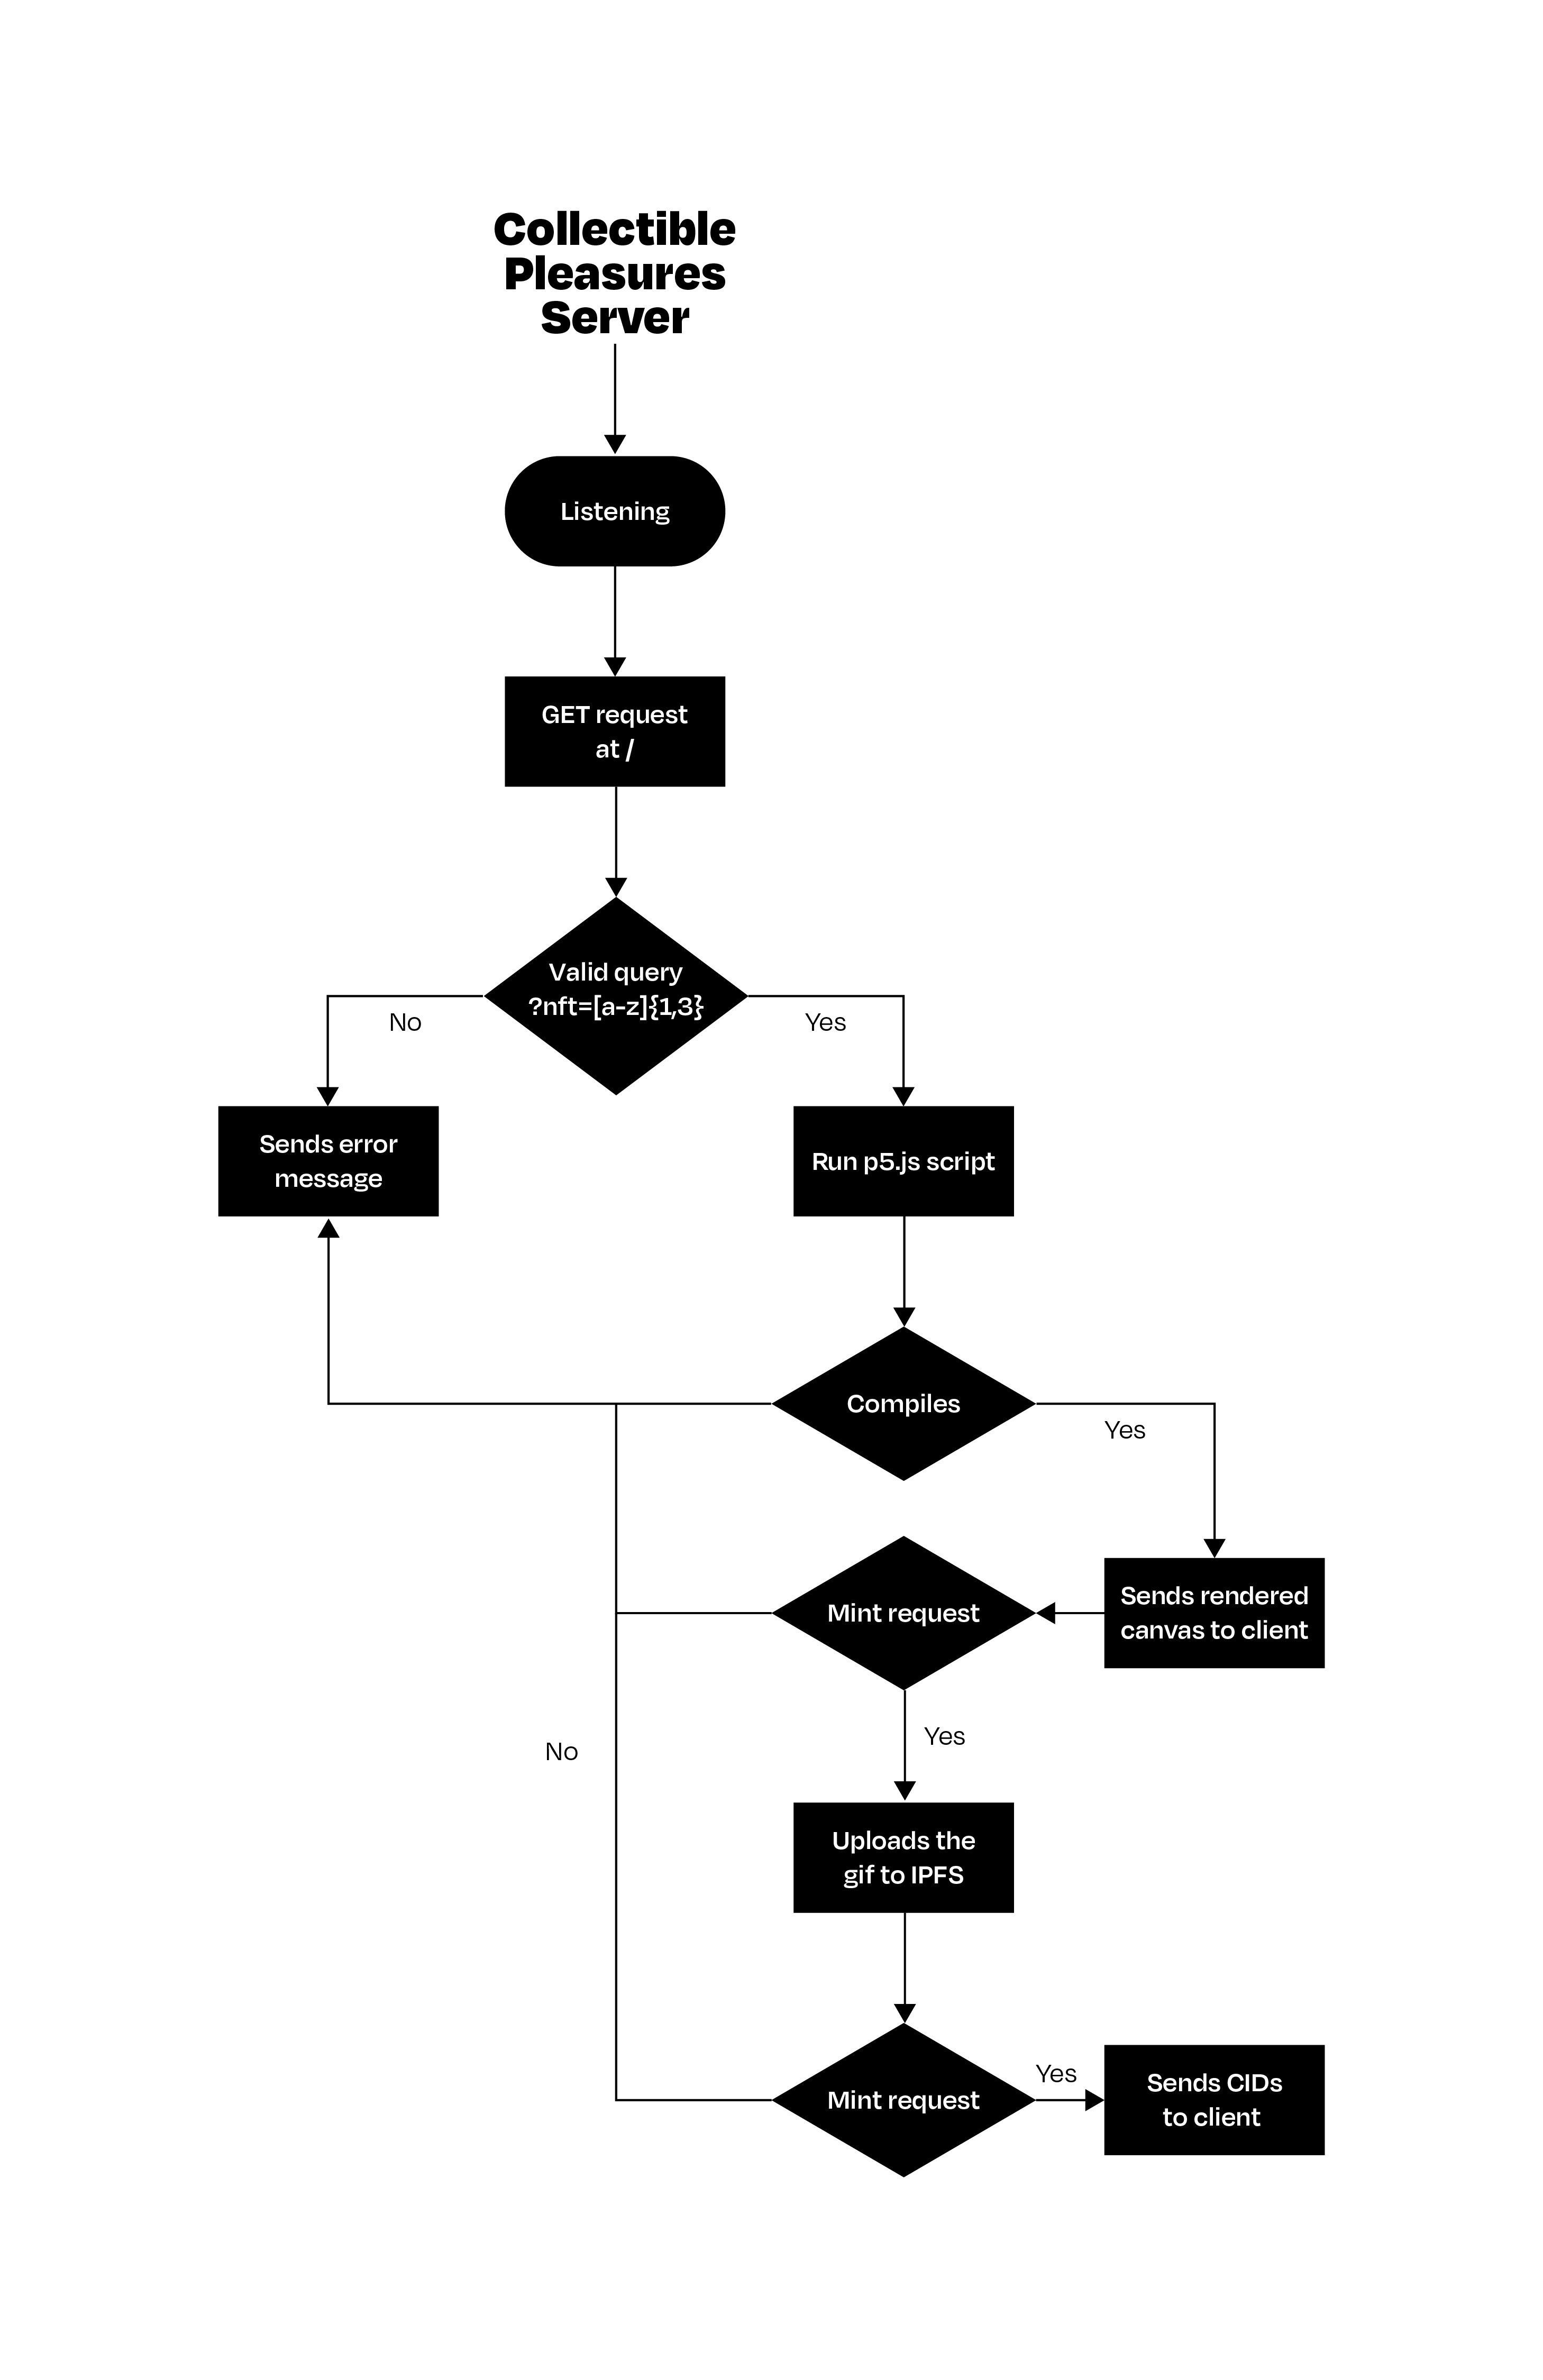 Collectible
Pleasures
Server
Listening
GET request
at /
Valid query
?nft=[a-z]{1,3}
No
Yes
Sends error
message
Run p5.js script
Compiles
Yes
Mint request
Sends rendered
canvas to client
Yes
No
Uploads the
gif to IPFS
Mint request
Yes
Sends CIDs
to client